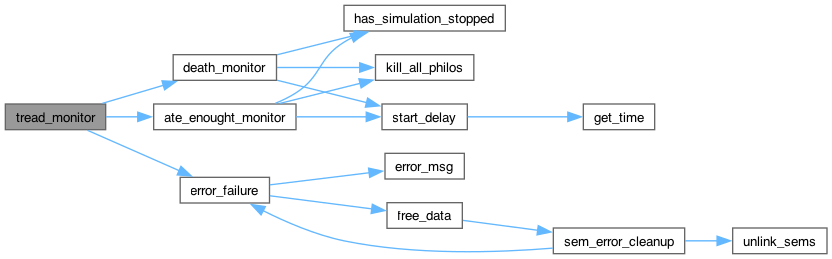 has_simulation_stopped
death_monitor
kill_all_philos
tread_monitor
ate_enought_monitor
start_delay
get_time
error_msg
error_failure
free_data
sem_error_cleanup
unlink_sems